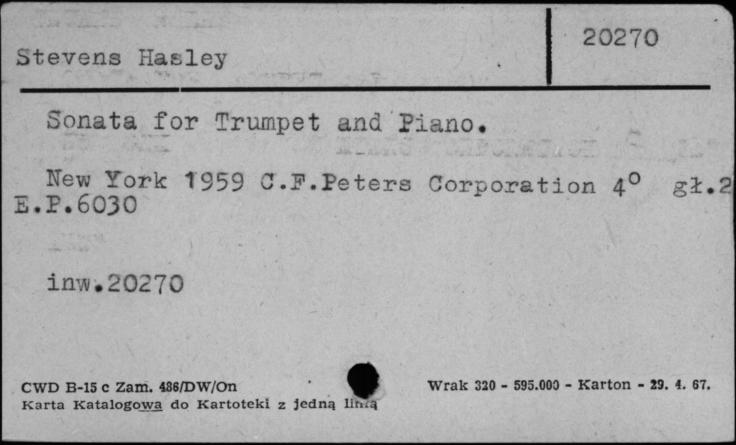 20270
Stevens Hasley
Sonata for Trumpet and Piano.
New York 1959 C.F.Peters Corporation 4° gł.2
E.P.6030
inw.20270
CWD B-15 c Zam. 486/DW/On
Wrak 320 - 595.000 - Karton - 29. 4. 67.
Karta Katalogowa do Kartoteki z jedną linią